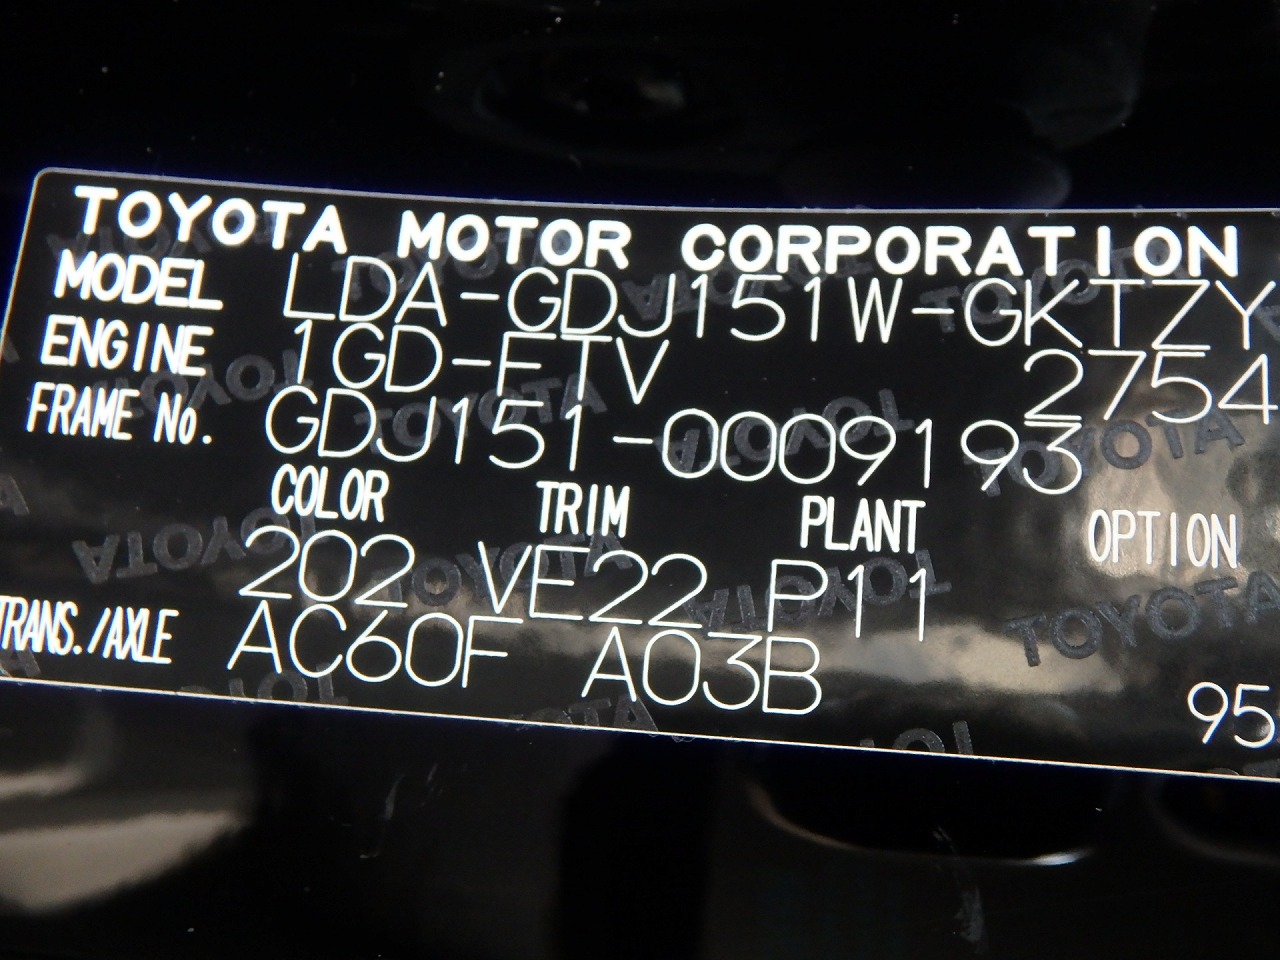 TOYOTA MOTOR CORPORATION
MODEL LDA-GDJ151W-GKTZY
ENGINE 1GD-FTV 2754
FRAME No. GDJ151-0009193
COLOR TRIM PLANT OPTION
202 VE22 P11
TRANS./AXLE AC60F A03B
95